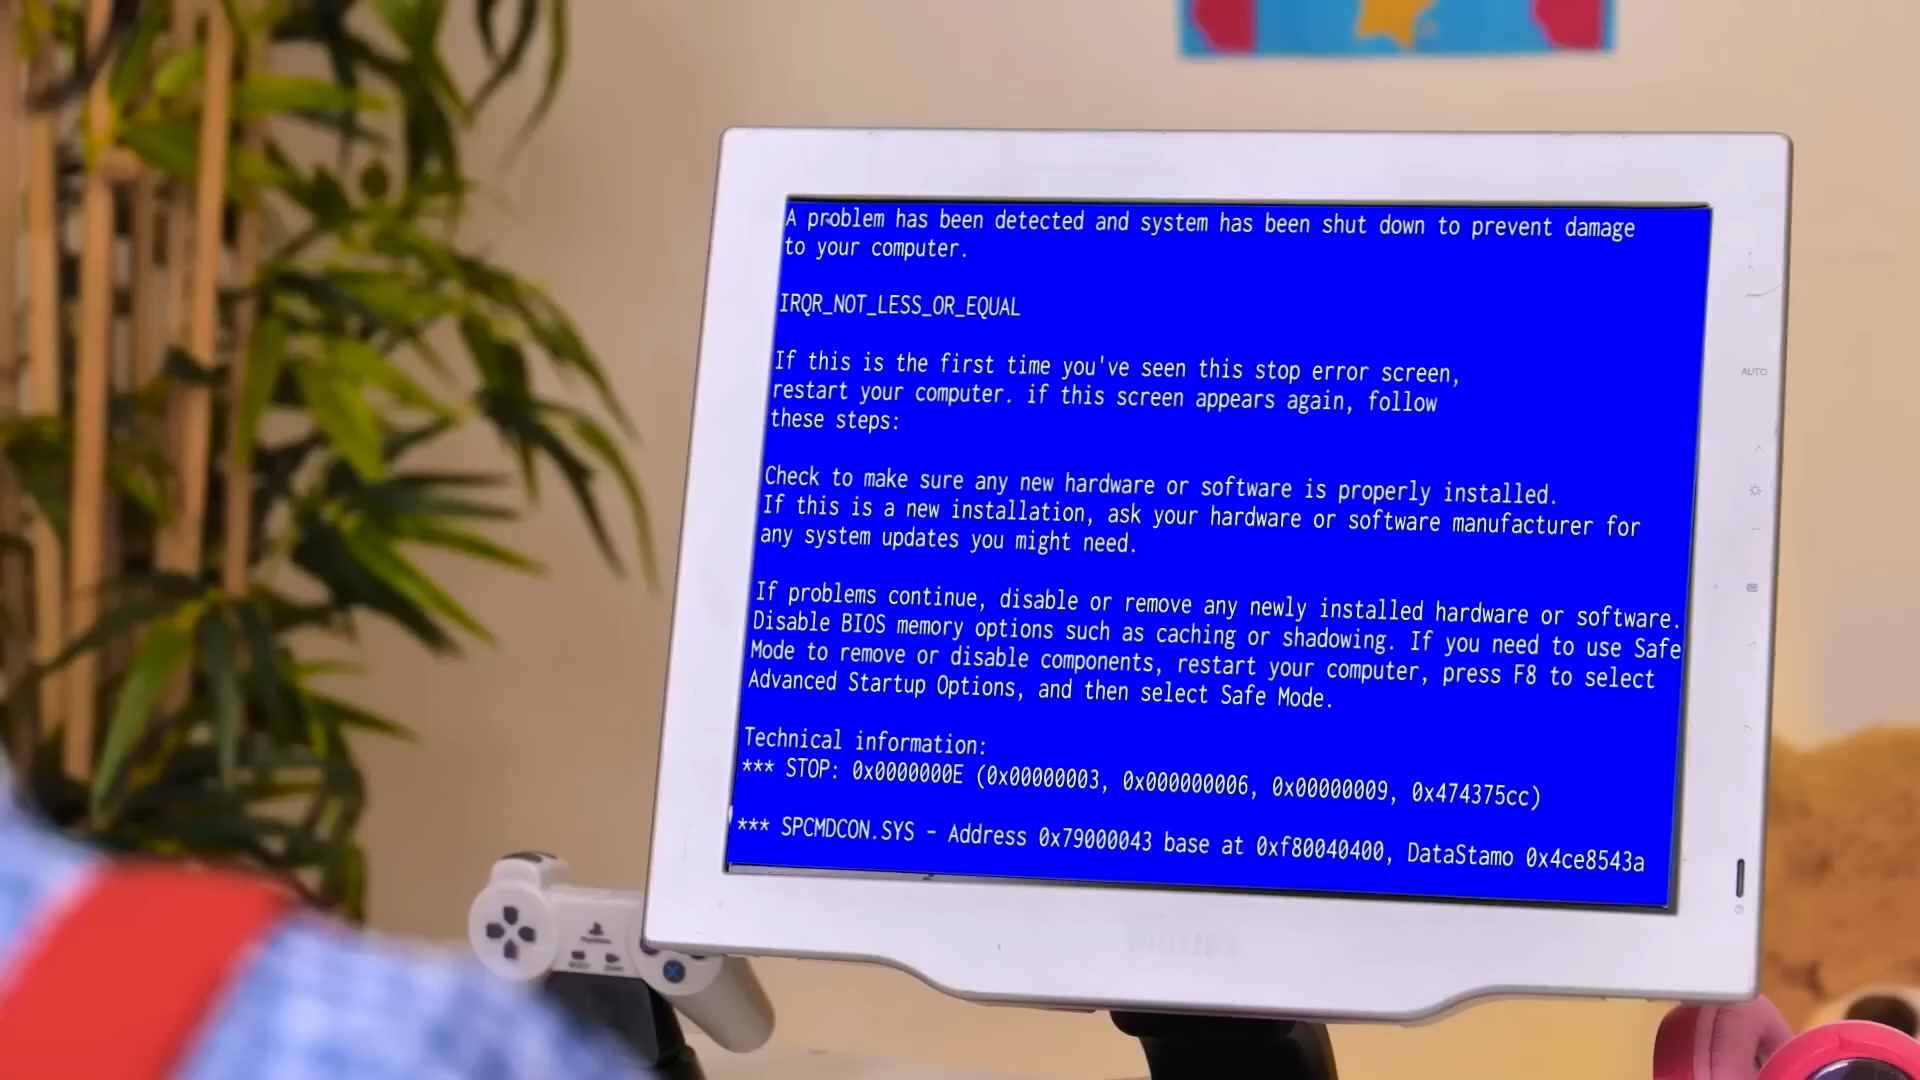 A problem has been detected and system has been shut down to prevent damage
to your computer.
IRQR_NOT_LESS_OR_EQUAL
If this is the first time you've seen this stop error screen,
restart your computer. if this screen appears again, follow
these steps:
Check to make sure any new hardware or software is properly installed.
If this is a new installation, ask your hardware or software manufacturer for
any system updates you might need.
If problems continue, disable or remove any newly installed hardware or software.
Disable BIOS memory options such as caching or shadowing. If you need to use Safe
Mode to remove or disable components, restart your computer, press F8 to select
Advanced Startup Options, and then select Safe Mode.
Technical information:
*** STOP: 0x0000000E (0x00000003, 0x000000006, 0x00000009, 0x474375cc)
*** SPCMDCON.SYS - Address 0x79000043 base at 0xf80040400, DataStamo 0x4ce8543a
AUTO
PHILIPS